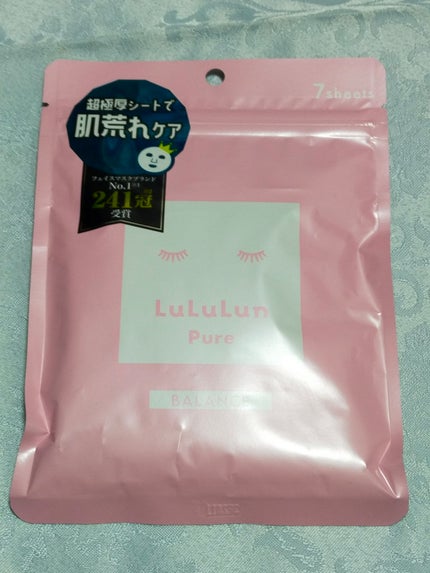 7sheets
超極厚シートで
肌荒れケア
フェイスマスクブランド
No.1
241冠
受賞
LuLuLun
Pure
BALANCE